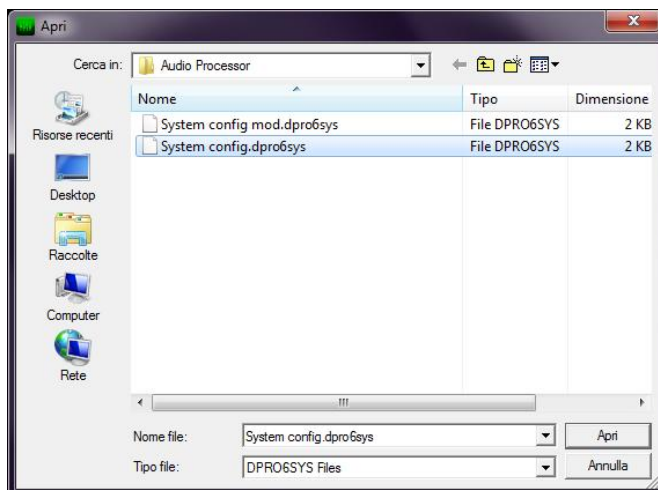 Apri
Cerca in: Audio Processor
Nome Tipo Dimensione
System config mod.dpro6sys File DPRO6SYS 2 KB
System config.dpro6sys File DPRO6SYS 2 KB
Risorse recenti
Desktop
Raccolte
Computer
Rete
Nome file: System config.dpro6sys Apri
Tipo file: DPRO6SYS Files Annulla